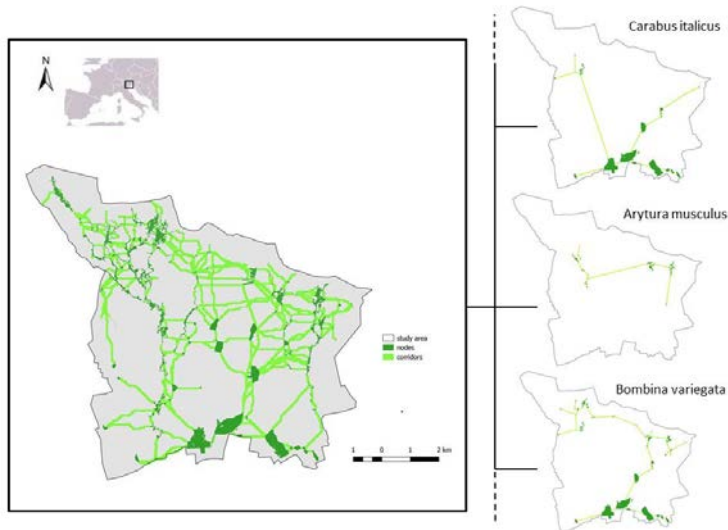 N
study area
nodes
corridors
1 0 1 2 km
Carabus italicus
Arytura musculus
Bombina variegata